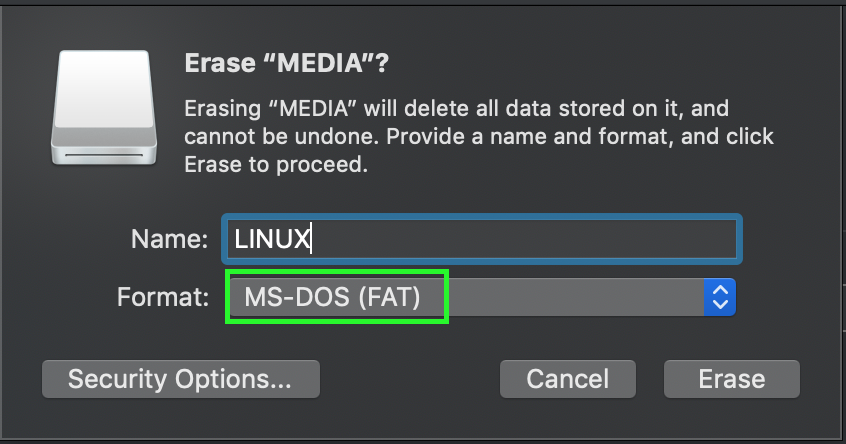 Erase “MEDIA”?
Erasing “MEDIA” will delete all data stored on it, and
cannot be undone. Provide a name and format, and click
Erase to proceed.
Name: LINUX
Format: MS-DOS (FAT)
Security Options... Cancel Erase